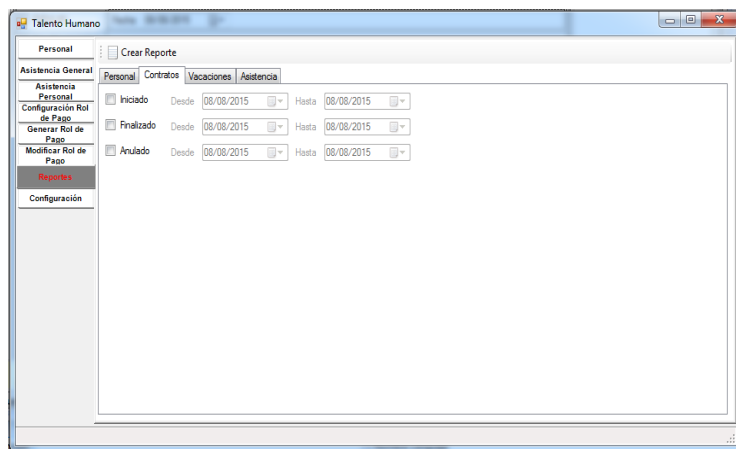 Talento Humano
Personal
Asistencia General
Asistencia
Personal
Configuración Rol
de Pago
Generar Rol de
Pago
Modificar Rol de
Pago
Reportes
Configuración
Crear Reporte
Personal Contratos Vacaciones Asistencia
Iniciado Desde 08/08/2015 Hasta 08/08/2015
Finalizado Desde 08/08/2015 Hasta 08/08/2015
Anulado Desde 08/08/2015 Hasta 08/08/2015